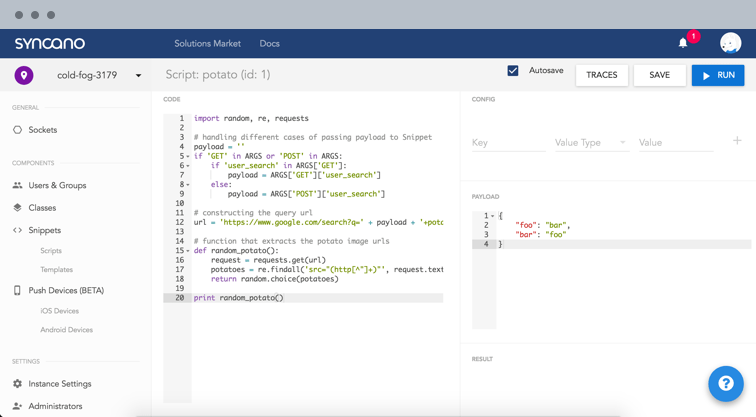 SYNCANO
Solutions Market
Docs
1
cold-fog-3179
Script: potato (id: 1)
Autosave
TRACES
SAVE
RUN
GENERAL
Sockets
COMPONENTS
Users & Groups
Classes
Snippets
Scripts
Templates
Push Devices (BETA)
iOS Devices
Android Devices
SETTINGS
Instance Settings
Administrators
CODE
1 import random, re, requests
2
3 # handling different cases of passing payload to Snippet
4 payload = ''
5 if 'GET' in ARGS or 'POST' in ARGS:
6 if 'user_search' in ARGS['GET']:
7 payload = ARGS['GET']['user_search']
8 else:
9 payload = ARGS['POST']['user_search']
10
11 # constructing the query url
12 url = 'https://www.google.com/search?q=' + payload + '+pota
13
14 # function that extracts the potato image urls
15 def random_potato():
16 request = requests.get(url)
17 potatoes = re.findall('src="(http[^"]+)"', request.text
18 return random.choice(potatoes)
19
20 print random_potato()
CONFIG
Key
Value Type
Value
PAYLOAD
1 {
2 "foo": "bar",
3 "bar": "foo"
4 }
RESULT
?